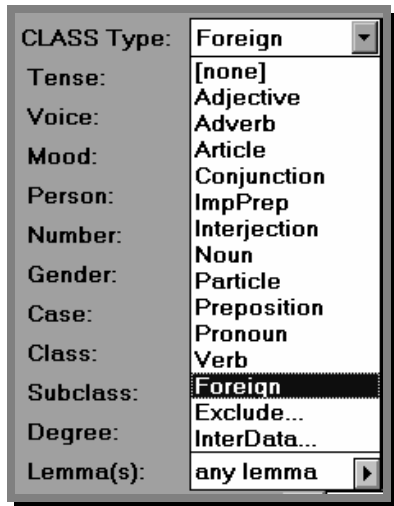 CLASS Type: Foreign
Tense: [none]
Adjective
Voice: Adverb
Mood: Article
Conjunction
Person: ImpPrep
Number: Interjection
Noun
Gender: Particle
Case: Preposition
Pronoun
Class: Verb
Subclass: Foreign
Exclude...
Degree: InterData...
Lemma(s): any lemma